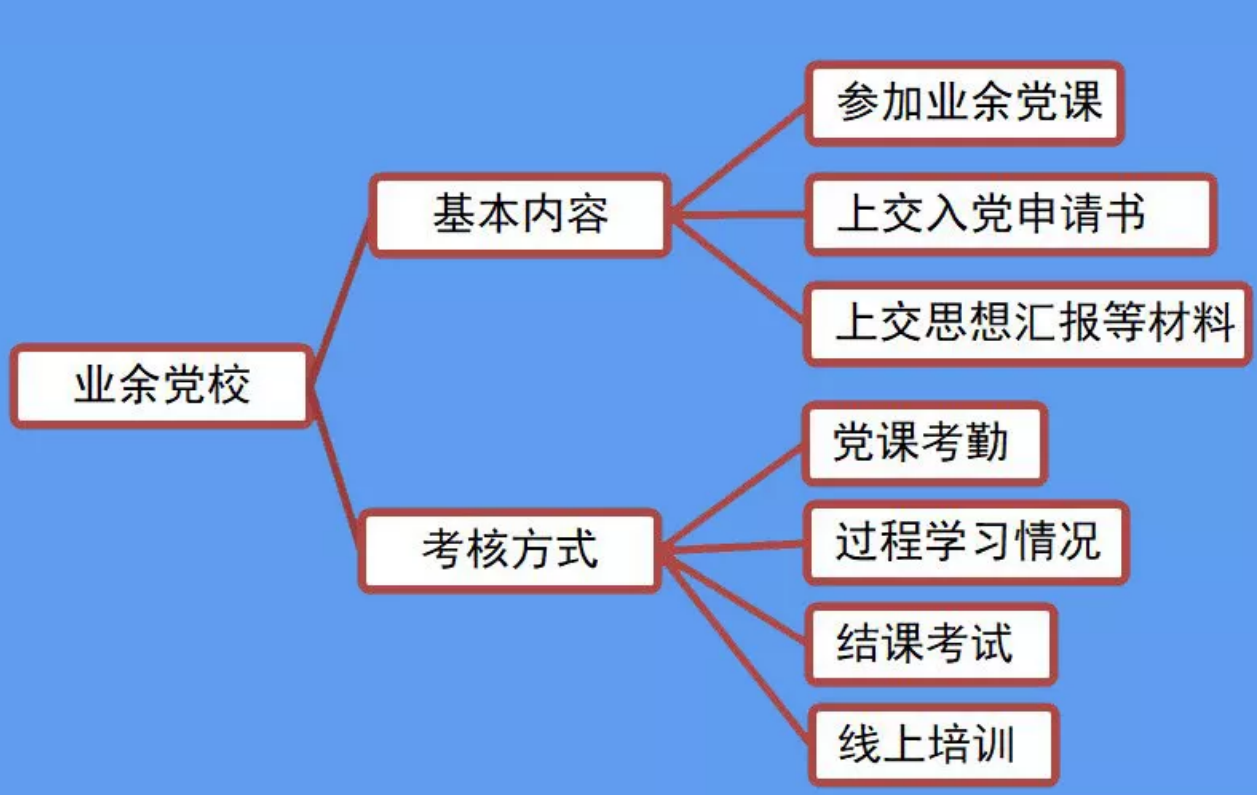 业余党校
基本内容
参加业余党课
上交入党申请书
上交思想汇报等材料
考核方式
党课考勤
过程学习情况
结课考试
线上培训